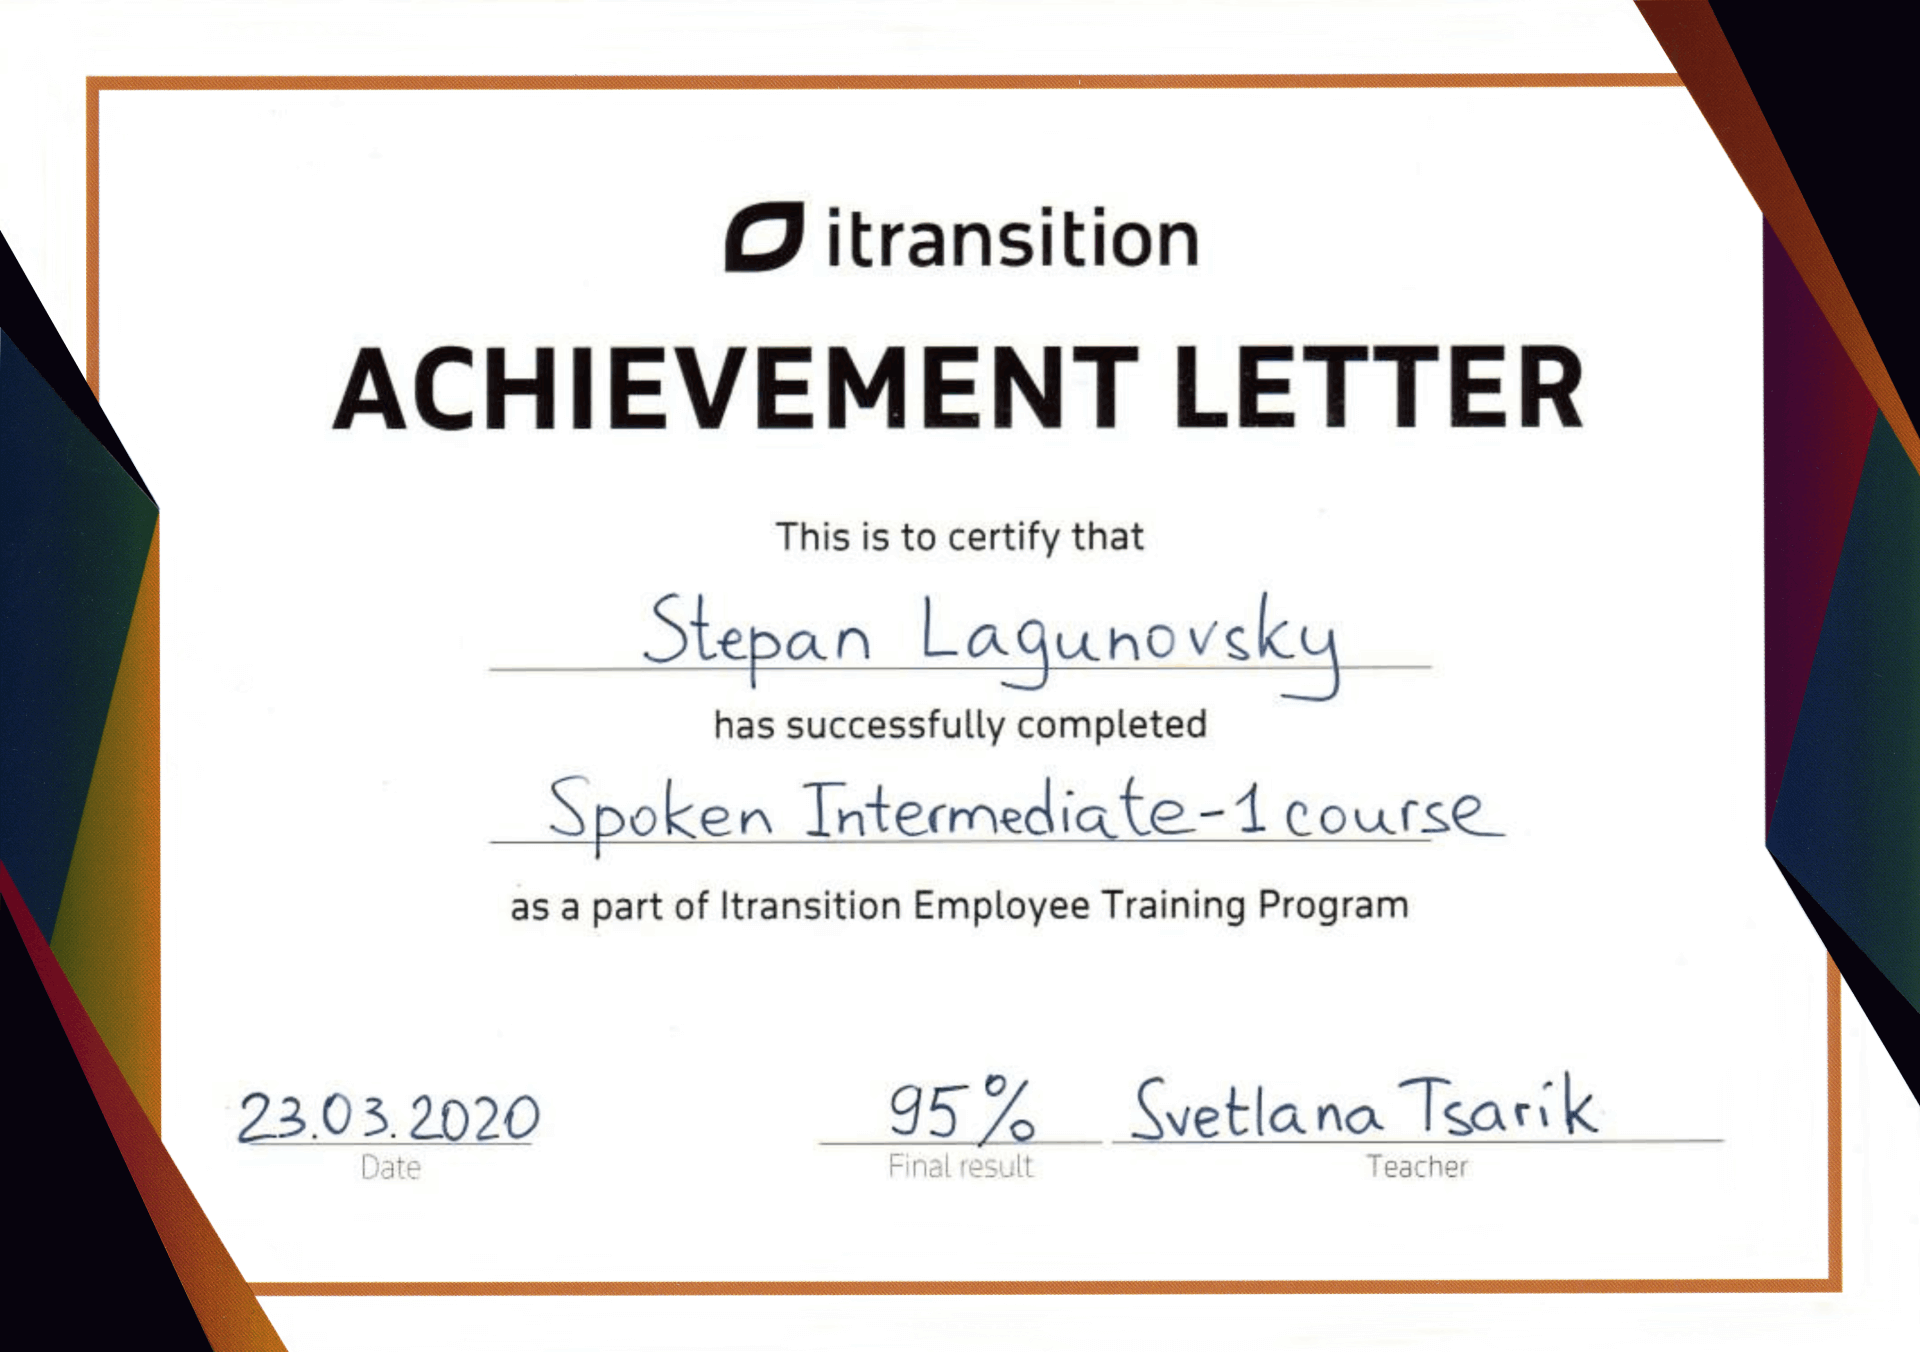 itransition
ACHIEVEMENT LETTER
This is to certify that
Stepan Lagunovsky
has successfully completed
Spoken Intermediate-1 course
as a part of Itransition Employee Training Program
23.03.2020 95% Svetlana Tsarik
Date Final result Teacher